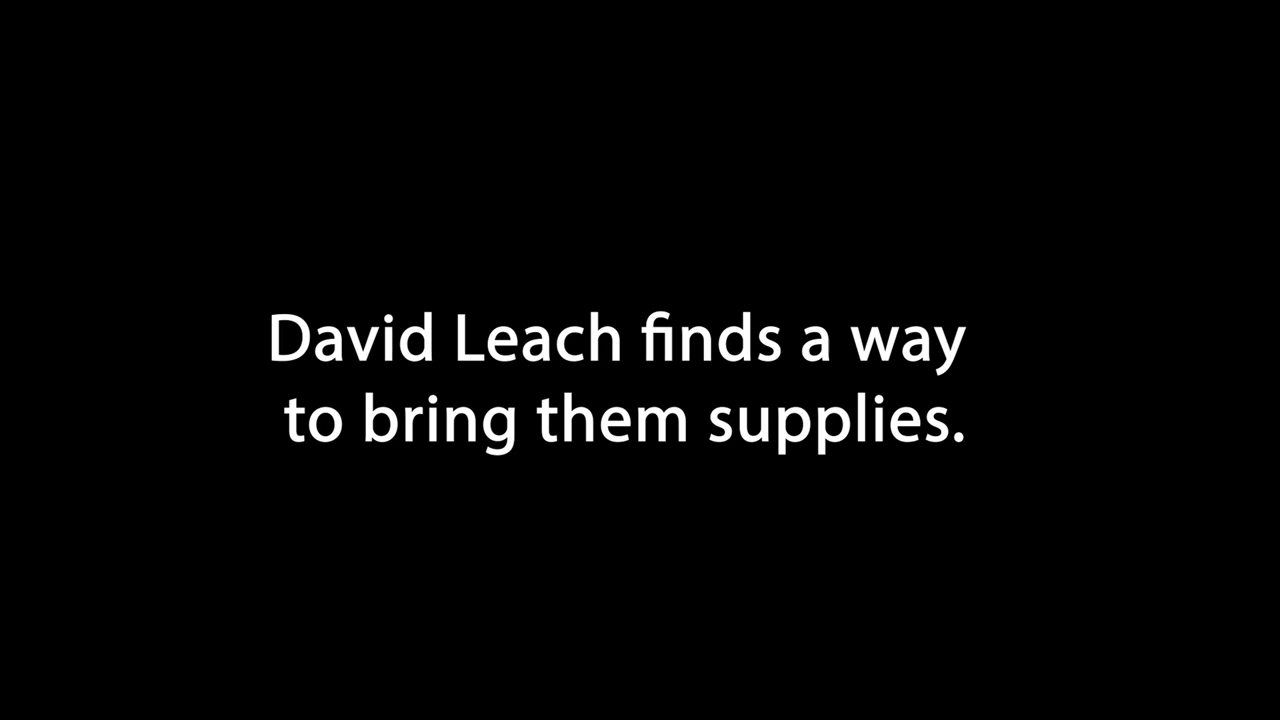 David Leach finds a way
to bring them supplies.